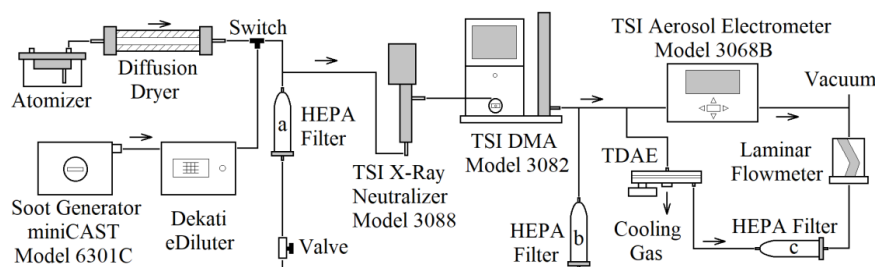 Atomizer
Diffusion
Dryer
Switch
a
HEPA
Filter
Soot Generator
miniCAST
Model 6301C
Dekati
eDiluter
Valve
TSI X-Ray
Neutralizer
Model 3088
TSI DMA
Model 3082
HEPA
Filter
b
TSI Aerosol Electrometer
Model 3068B
TDAE
Cooling
Gas
Vacuum
Laminar
Flowmeter
HEPA Filter
c